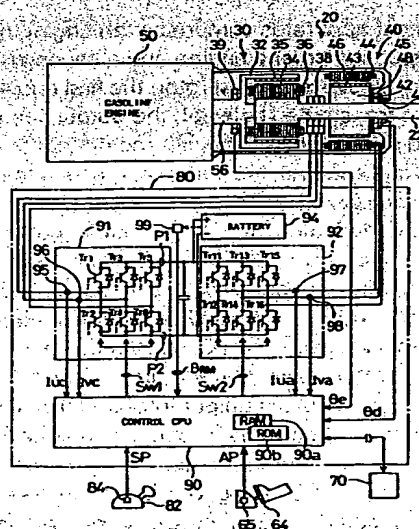 20
50
30
40
39 32 35 34 36 38 46 43 44 45
48
42
GASOLINE
ENGINE
56
80
91
99 P1
BATTERY
94
92
96
95
Tr1 Tr3 Tr5
Tr11 Tr13 Tr15
97
Tr2
Tr12 Tr14 Tr16
98
P2
Iuc Ivc
SW1
BRM
SW2
Iua Iva
θe
θd
CONTROL CPU
RAM
ROM
90a
90b
90
SP
AP
84
82
65
64
70